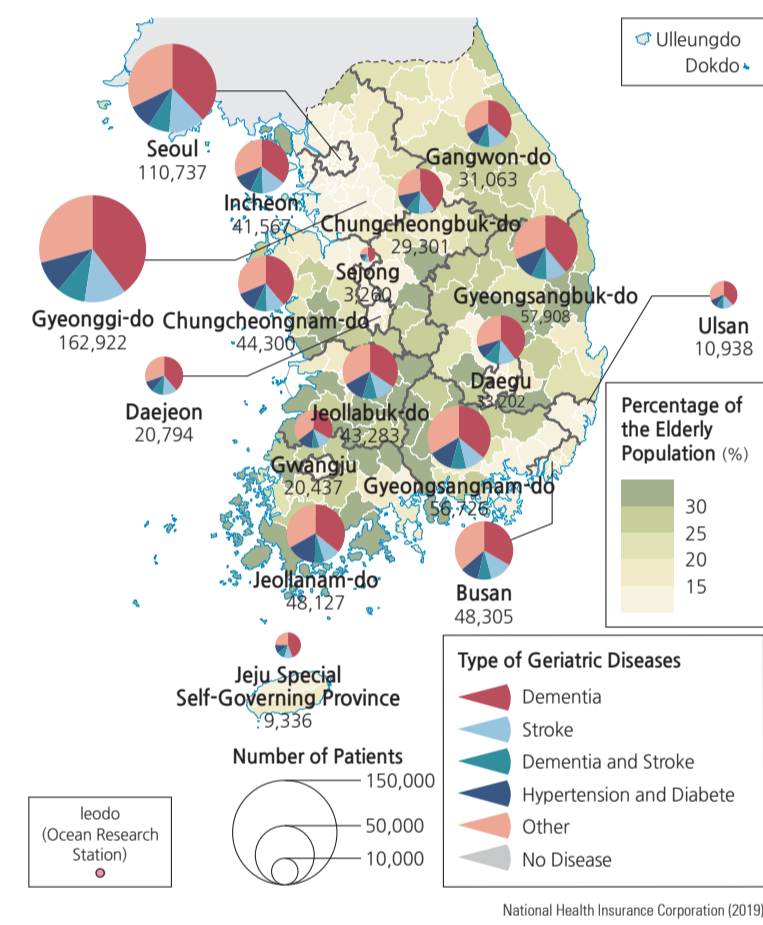 Ulleungdo
Dokdo
Seoul
110,737
Gangwon-do
31,063
Incheon
41,567
Chungcheongbuk-do
29,301
Sejong
3,260
Gyeongsangbuk-do
57,908
Gyeonggi-do
162,922
Chungcheongnam-do
44,300
Ulsan
10,938
Daejeon
20,794
Daegu
33,202
Jeollabuk-do
43,283
Gwangju
20,437
Gyeongsangnam-do
56,726
Jeollanam-do
48,127
Busan
48,305
Jeju Special
Self-Governing Province
9,336
Percentage of
the Elderly
Population (%)
30
25
20
15
Number of Patients
150,000
50,000
10,000
Type of Geriatric Diseases
Dementia
Stroke
Dementia and Stroke
Hypertension and Diabete
Other
No Disease
Ieodo
(Ocean Research
Station)
National Health Insurance Corporation (2019)